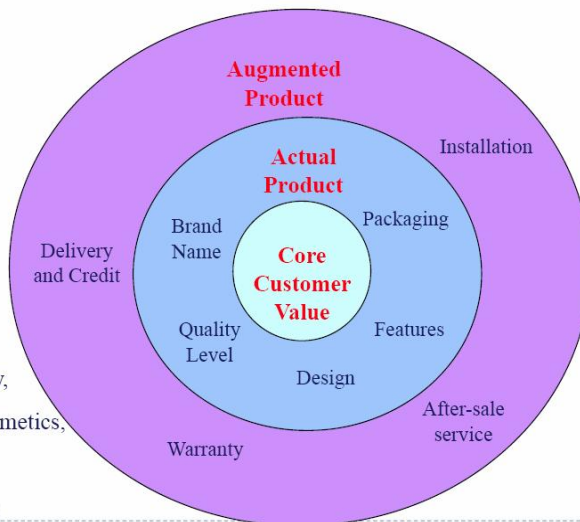 Augmented
Product
Installation
Actual
Product
Packaging
Brand
Name
Delivery
and Credit
Core
Customer
Value
Quality
Level
Features
Design
After-sale
service
Warranty
metics,